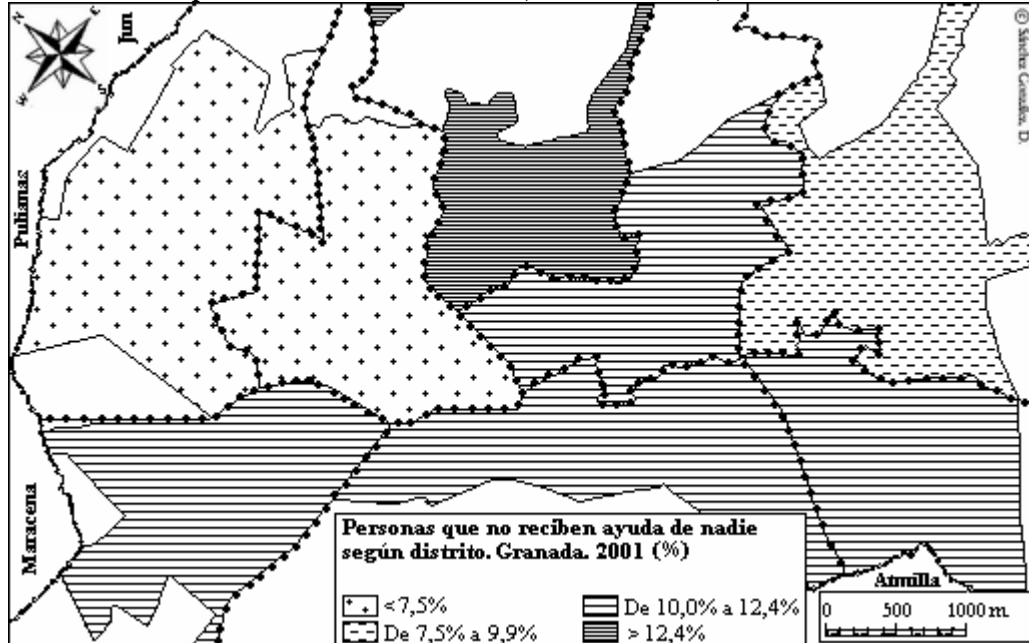 N
E
S
W
Jun
© Sánchez González, D.
Pulianas
Maracena
Personas que no reciben ayuda de nadie
según distrito. Granada. 2001 (%)
<7,5%
De 10,0% a 12,4%
De 7,5% a 9,9%
>12,4%
Atmilla
0 500 1000 m.